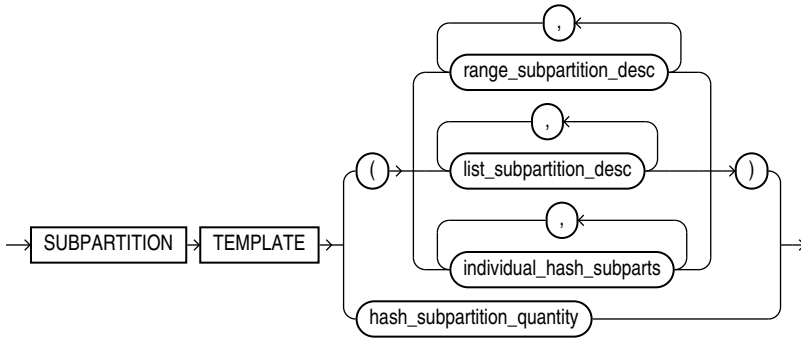 ,
range_subpartition_desc
,
( list_subpartition_desc )
,
SUBPARTITION TEMPLATE
individual_hash_subparts
hash_subpartition_quantity